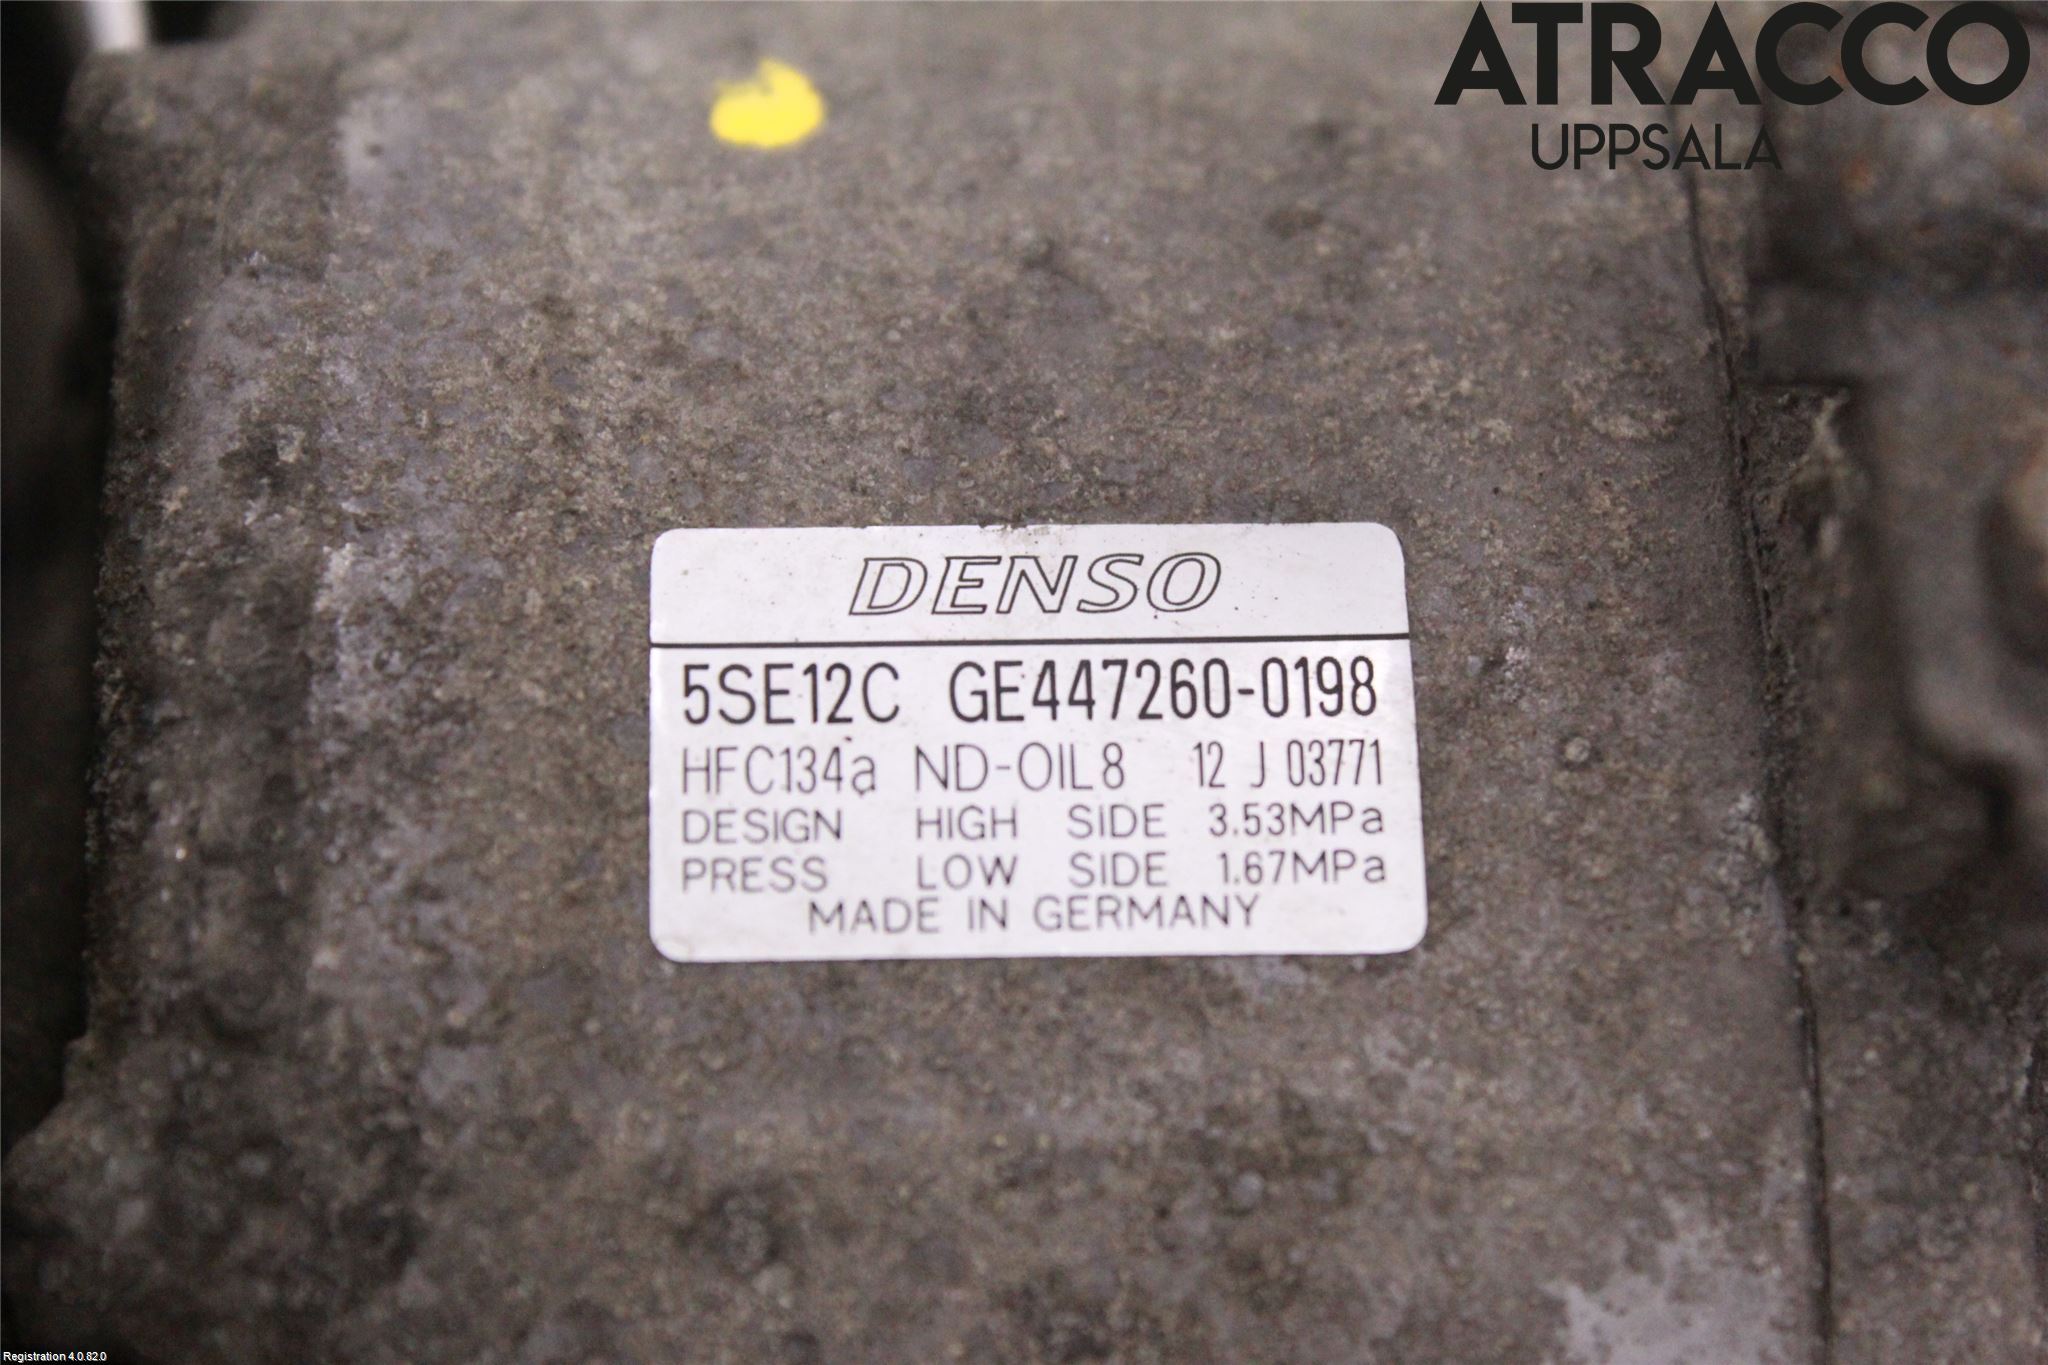 ATRACCO
UPPSALA
DENSO
5SE12C GE447260-0198
HFC134a ND-OIL8 12 J 03771
DESIGN HIGH SIDE 3.53MPa
PRESS LOW SIDE 1.67MPa
MADE IN GERMANY
Registration 4.0.82.0